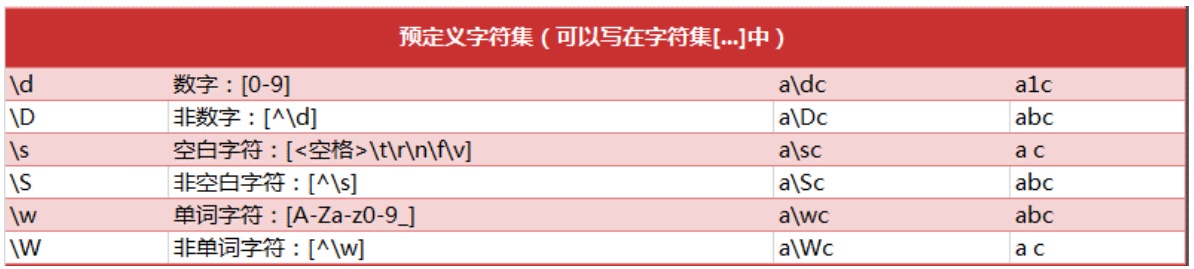 预定义字符集（可以写在字符集[...]中）
\d 数字：[0-9] a\dc a1c
\D 非数字：[^\d] a\Dc abc
\s 空白字符：[<空格>\t\r\n\f\v] a\sc a c
\S 非空白字符：[^\s] a\Sc abc
\w 单词字符：[A-Za-z0-9_] a\wc abc
\W 非单词字符：[^\w] a\Wc a c